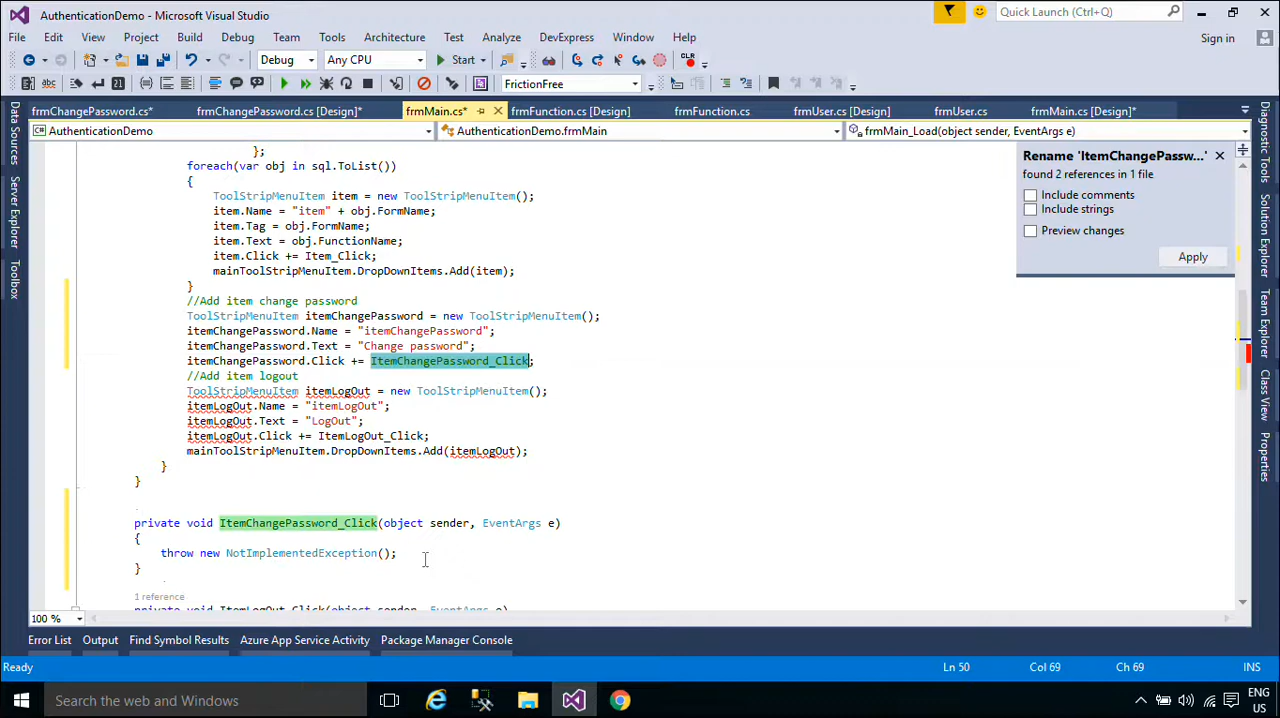 AuthenticationDemo - Microsoft Visual Studio
Quick Launch (Ctrl+Q)
File Edit View Project Build Debug Team Tools Architecture Test Analyze DevExpress Window Help
Sign in
Debug Any CPU Start CLR
FrictionFree
frmChangePassword.cs* frmChangePassword.cs [Design]* frmMain.cs* frmFunction.cs [Design] frmFunction.cs frmUser.cs [Design] frmUser.cs frmMain.cs [Design]*
AuthenticationDemo AuthenticationDemo.frmMain frmMain_Load(object sender, EventArgs e)
Data Sources
Server Explorer
Toolbox
};
foreach(var obj in sql.ToList())
{
ToolStripMenuItem item = new ToolStripMenuItem();
item.Name = "item" + obj.FormName;
item.Tag = obj.FormName;
item.Text = obj.FunctionName;
item.Click += Item_Click;
mainToolStripMenuItem.DropDownItems.Add(item);
}
//Add item change password
ToolStripMenuItem itemChangePassword = new ToolStripMenuItem();
itemChangePassword.Name = "itemChangePassword";
itemChangePassword.Text = "Change password";
itemChangePassword.Click += ItemChangePassword_Click;
//Add item logout
ToolStripMenuItem itemLogOut = new ToolStripMenuItem();
itemLogOut.Name = "itemLogOut";
itemLogOut.Text = "LogOut";
itemLogOut.Click += ItemLogOut_Click;
mainToolStripMenuItem.DropDownItems.Add(itemLogOut);
}
}
private void ItemChangePassword_Click(object sender, EventArgs e)
{
throw new NotImplementedException();
}
1 reference
private void ItemLogOut_Click(object sender, EventArgs e)
Rename 'ItemChangePassw...'
found 2 references in 1 file
Include comments
Include strings
Preview changes
Apply
Diagnostic Tools
Solution Explorer
Team Explorer
Class View
Properties
100 %
Error List Output Find Symbol Results Azure App Service Activity Package Manager Console
Ready Ln 50 Col 69 Ch 69 INS
Search the web and Windows
ENG
US